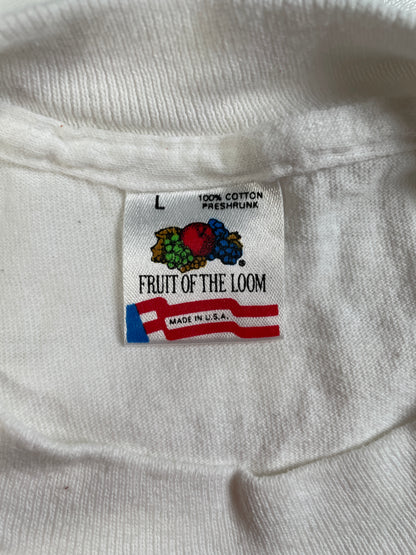 L
100% COTTON
PRESHRUNK
FRUIT OF THE LOOM
MADE IN U.S.A.